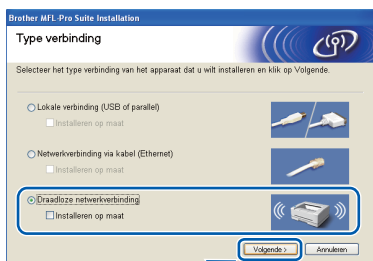 Brother MFL-Pro Suite Installation
Type verbinding
Selecteer het type verbinding van het apparaat dat u wilt installeren en klik op Volgende.
Lokale verbinding (USB of parallel)
Installeren op maat
Netwerkverbinding via kabel (Ethernet)
Installeren op maat
Draadloze netwerkverbinding
Installeren op maat
Volgende >
Annuleren